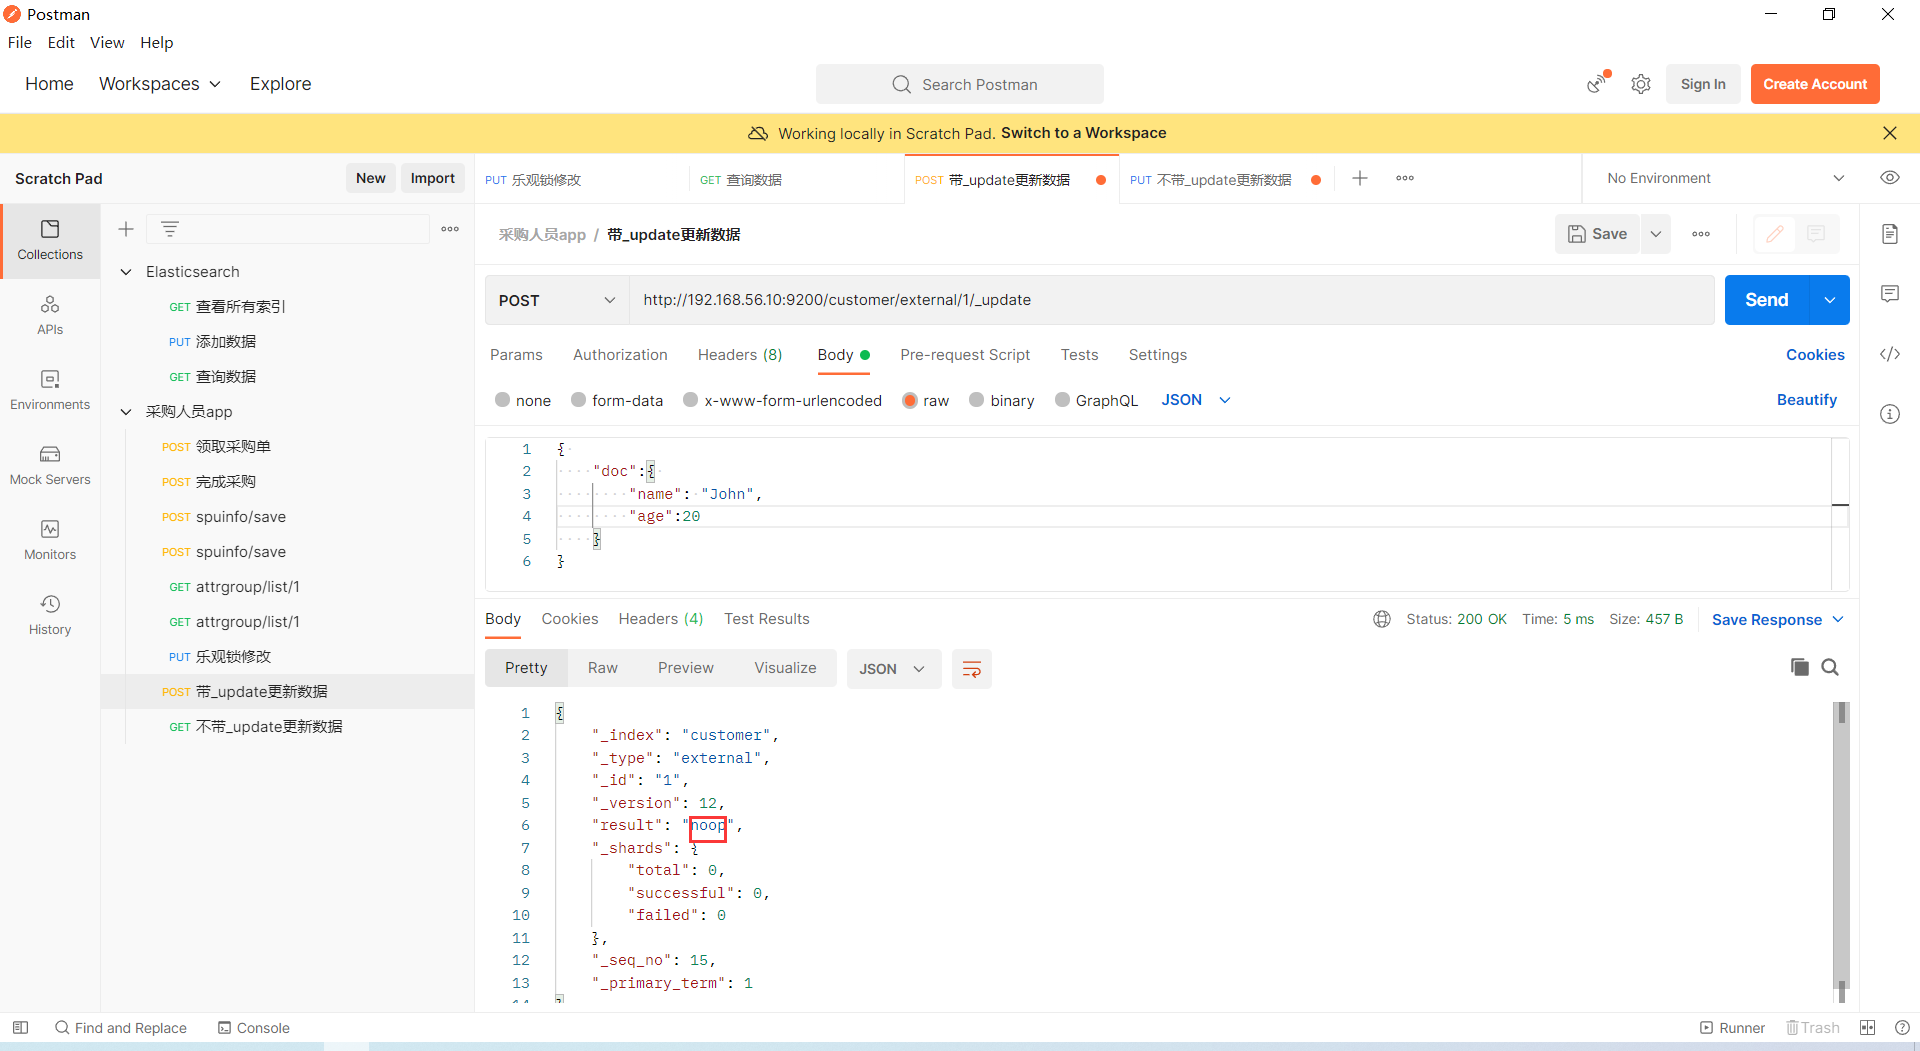 Postman
File Edit View Help
Home Workspaces Explore
Search Postman
Sign In
Create Account
Working locally in Scratch Pad. Switch to a Workspace
Scratch Pad
New
Import
PUT 乐观锁修改
GET 查询数据
POST 带_update更新数据
PUT 不带_update更新数据
No Environment
Collections
APIs
Environments
Mock Servers
Monitors
History
Elasticsearch
GET 查看所有索引
PUT 添加数据
GET 查询数据
采购人员app
POST 领取采购单
POST 完成采购
POST spuinfo/save
POST spuinfo/save
GET attrgroup/list/1
GET attrgroup/list/1
PUT 乐观锁修改
POST 带_update更新数据
GET 不带_update更新数据
采购人员app / 带_update更新数据
Save
POST
http://192.168.56.10:9200/customer/external/1/_update
Send
Params Authorization Headers (8) Body Pre-request Script Tests Settings
Cookies
none form-data x-www-form-urlencoded raw binary GraphQL JSON
Beautify
1 {
2 "doc":{
3 "name": "John",
4 "age":20
5 }
6 }
Body Cookies Headers (4) Test Results
Status: 200 OK Time: 5 ms Size: 457 B
Save Response
Pretty Raw Preview Visualize JSON
1 {
2 "_index": "customer",
3 "_type": "external",
4 "_id": "1",
5 "_version": 12,
6 "result": "noop",
7 "_shards": {
8 "total": 0,
9 "successful": 0,
10 "failed": 0
11 },
12 "_seq_no": 15,
13 "_primary_term": 1
14 }
Find and Replace
Console
Runner
Trash